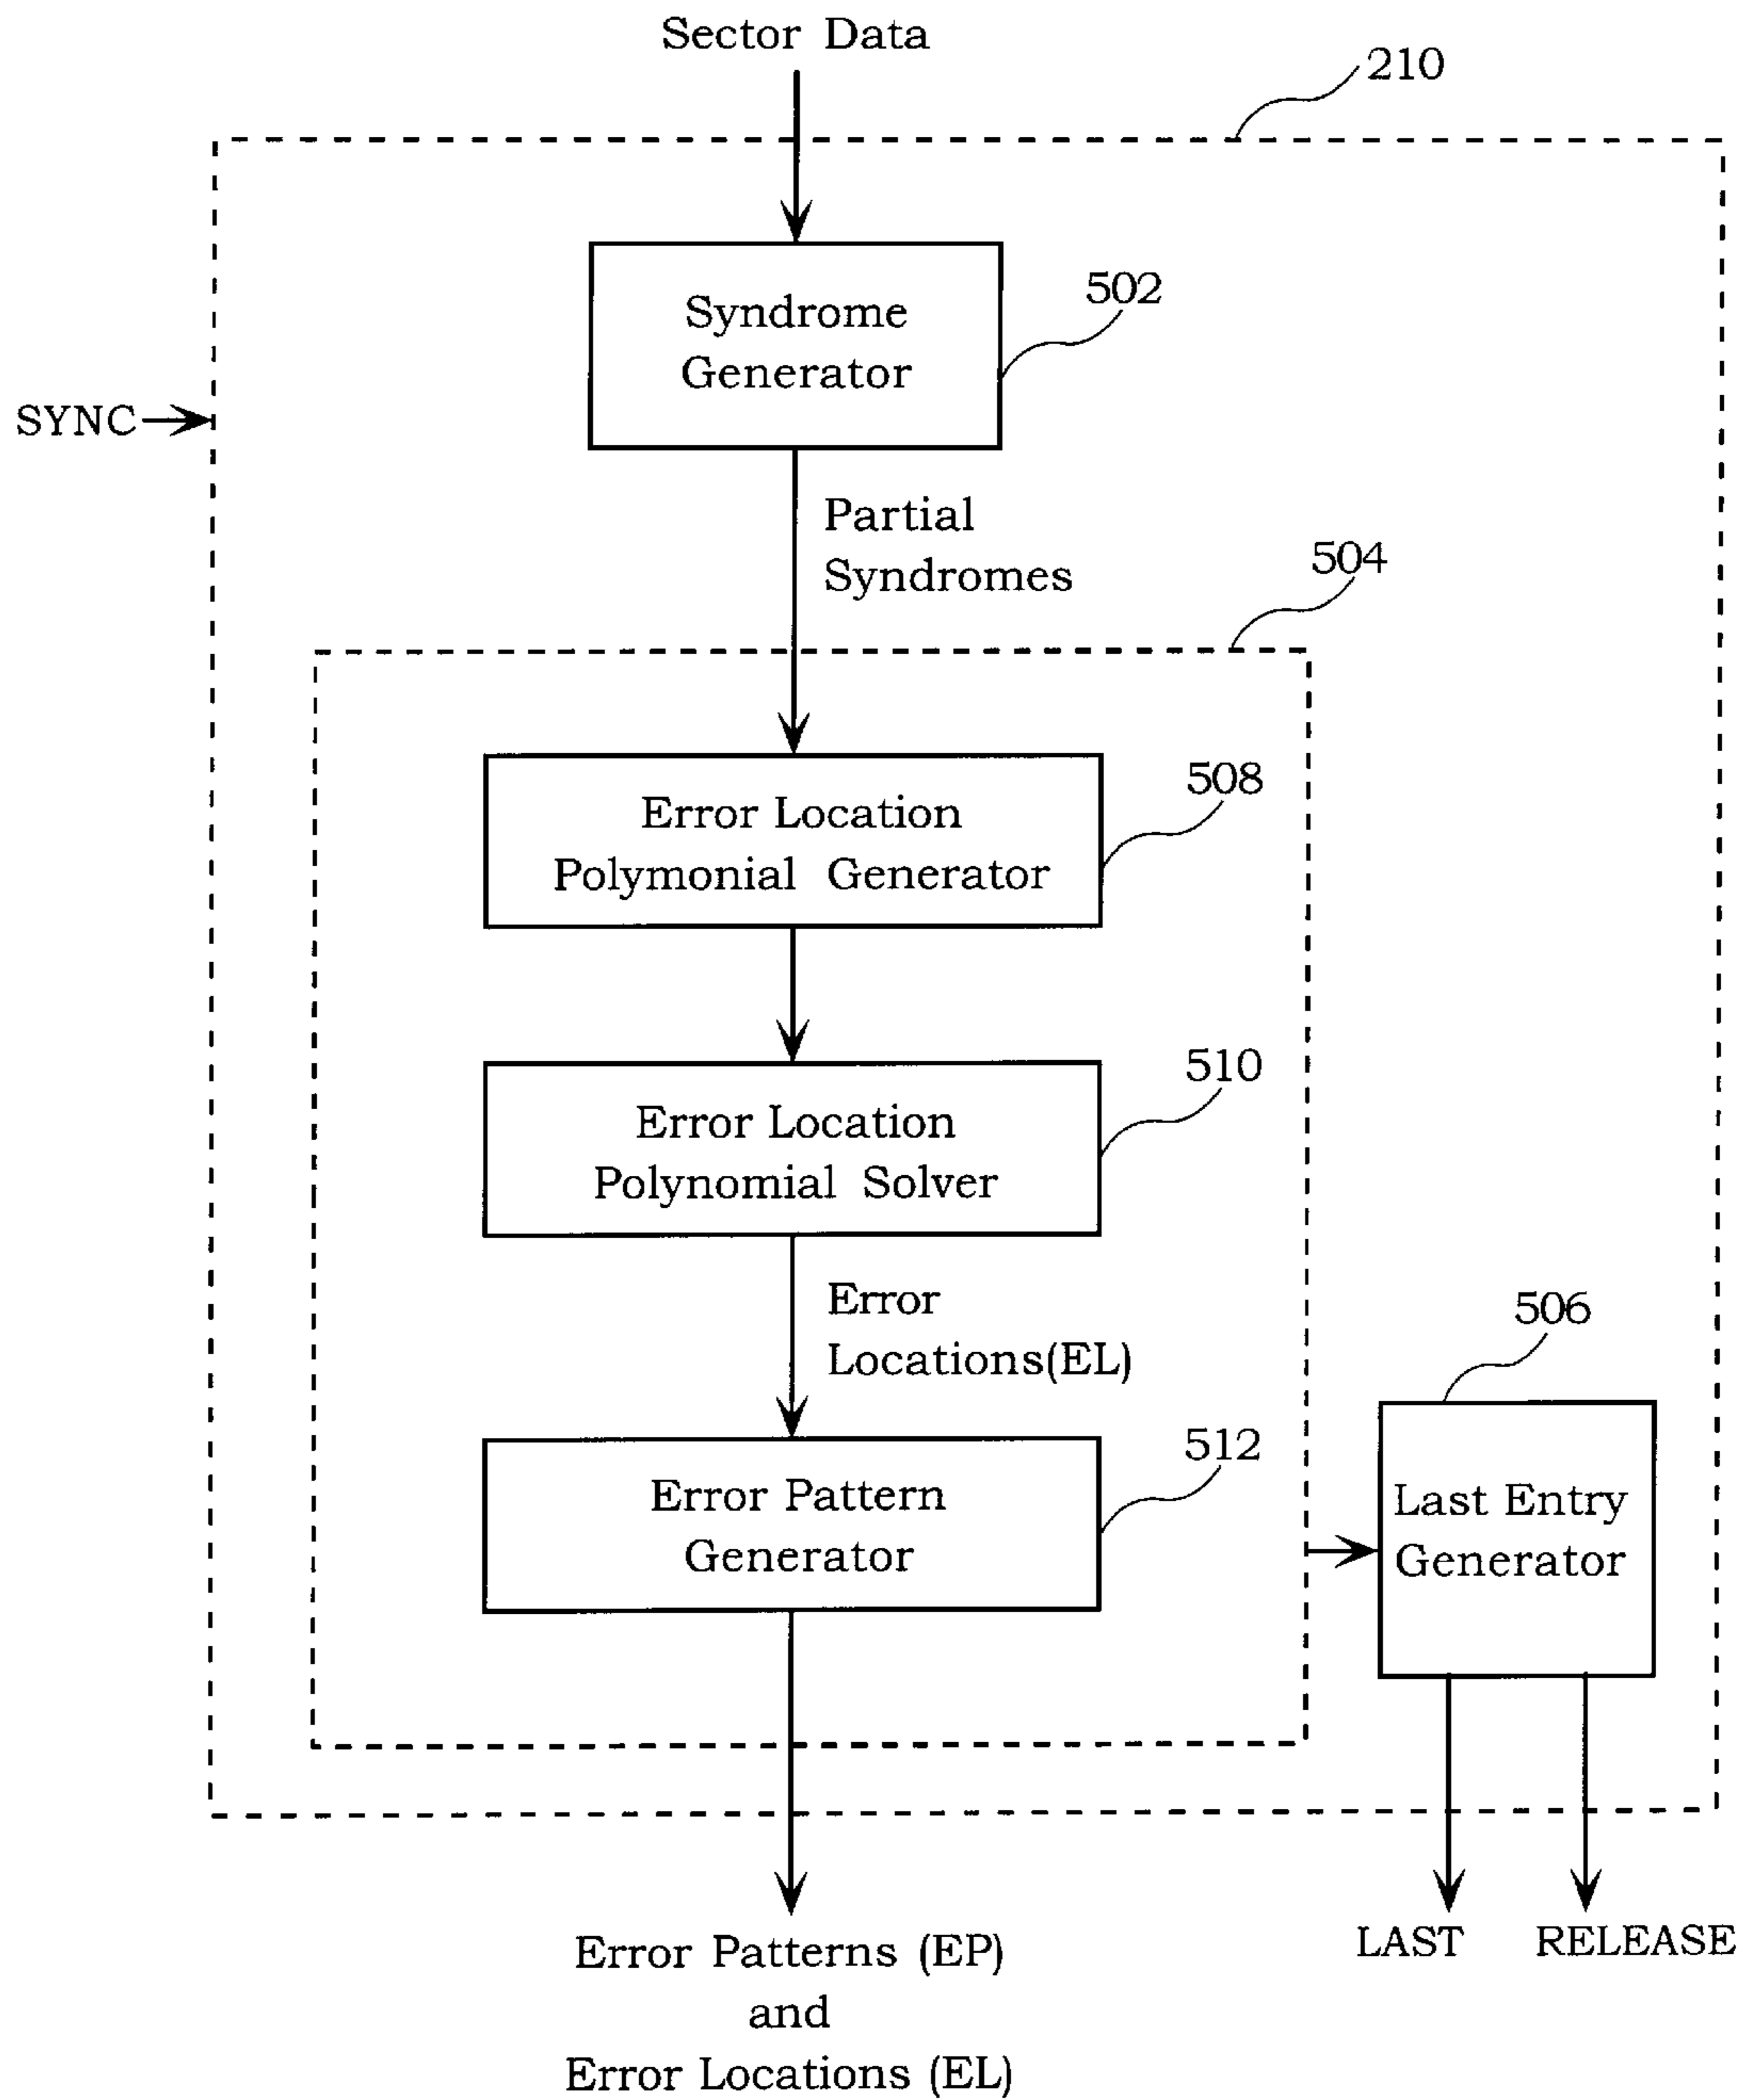 Sector Data
210
Syndrome
Generator
502
SYNC
Partial
Syndromes
504
Error Location
Polymonial Generator
508
Error Location
Polynomial Solver
510
Error
Locations(EL)
506
Error Pattern
Generator
512
Last Entry
Generator
LAST
RELEASE
Error Patterns (EP)
and
Error Locations (EL)